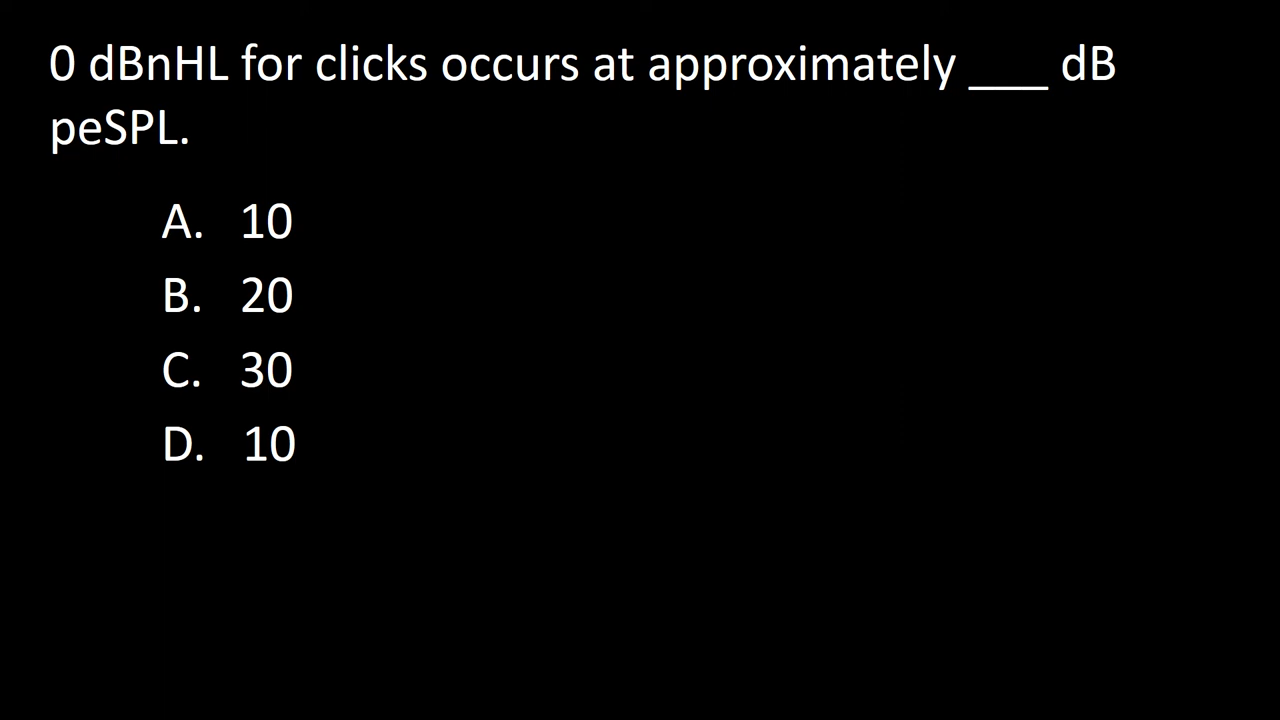 0 dBnHL for clicks occurs at approximately ___ dB
peSPL.
A. 10
B. 20
C. 30
D. 10